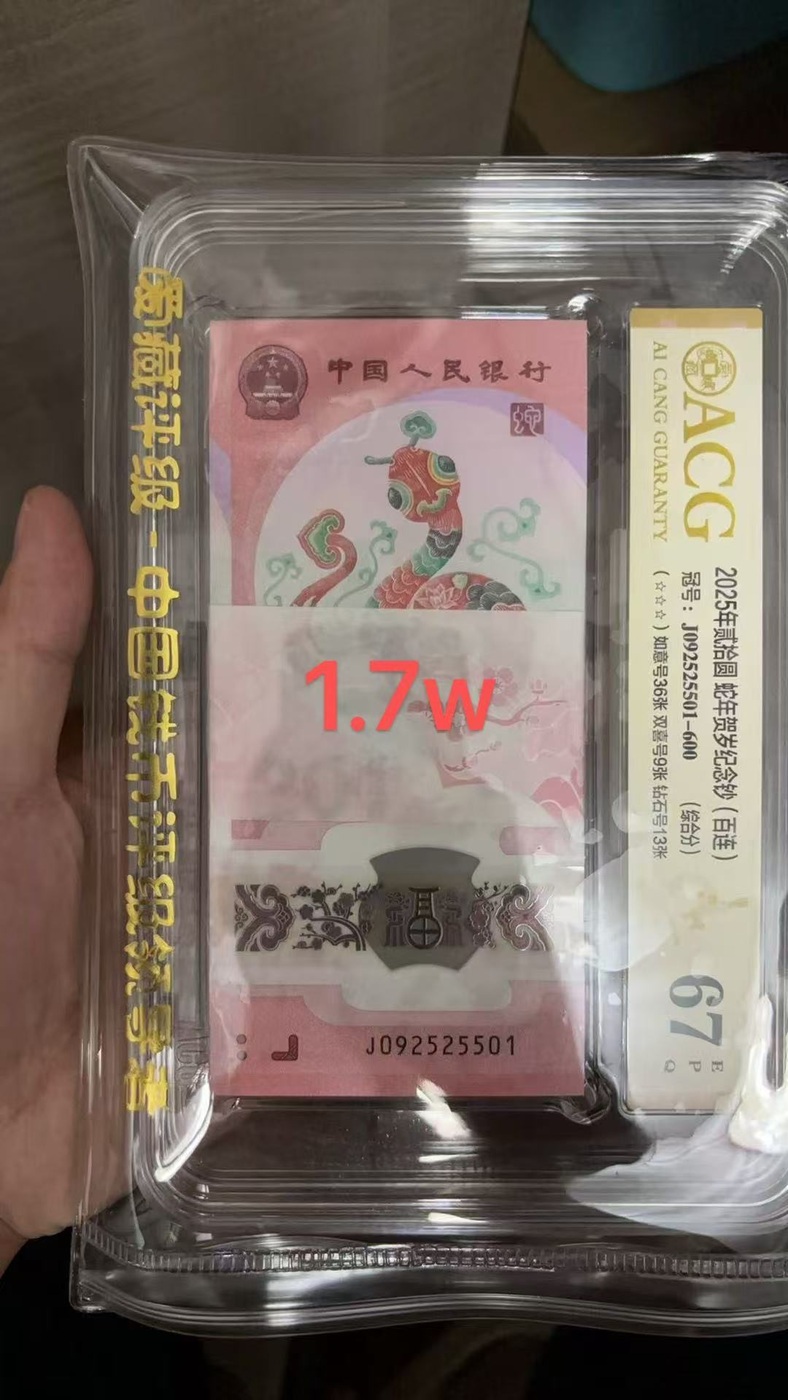 爱藏评级-中国钱币评级领导者
中国人民银行
蛇
1.7w
福
J092525501
ACG
AI CANG GUARANTY
2025年贰拾圆 蛇年贺岁纪念钞（百连）
冠号：J092525501-600 （综合分）
（☆☆☆）如意号36张 双喜号9张 钻石号13张
67
EPQ